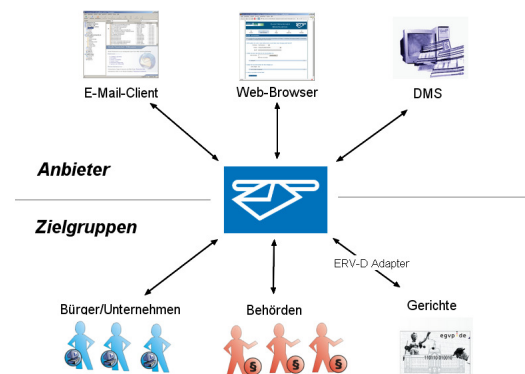 E-Mail-Client
Web-Browser
DMS
Anbieter
Zielgruppen
ERV-D Adapter
Bürger/Unternehmen
Behörden
Gerichte
egvp.de
§ § §